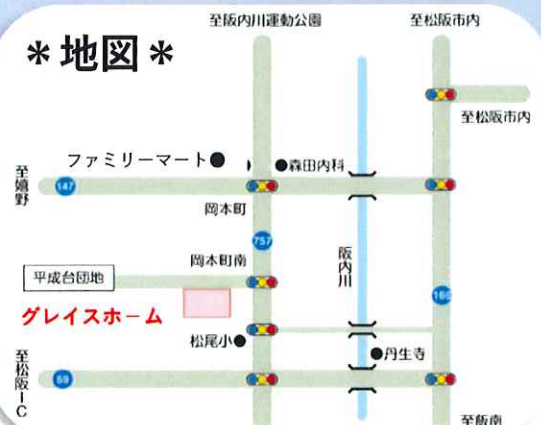 至阪内川運動公園
至松阪市内
＊地図＊
至松阪市内
ファミリーマート
森田内科
至嬉野
147
岡本町
757
阪内川
岡本町南
平成台団地
166
グレイスホーム
松尾小
丹生寺
至松阪IC
59
至飯南